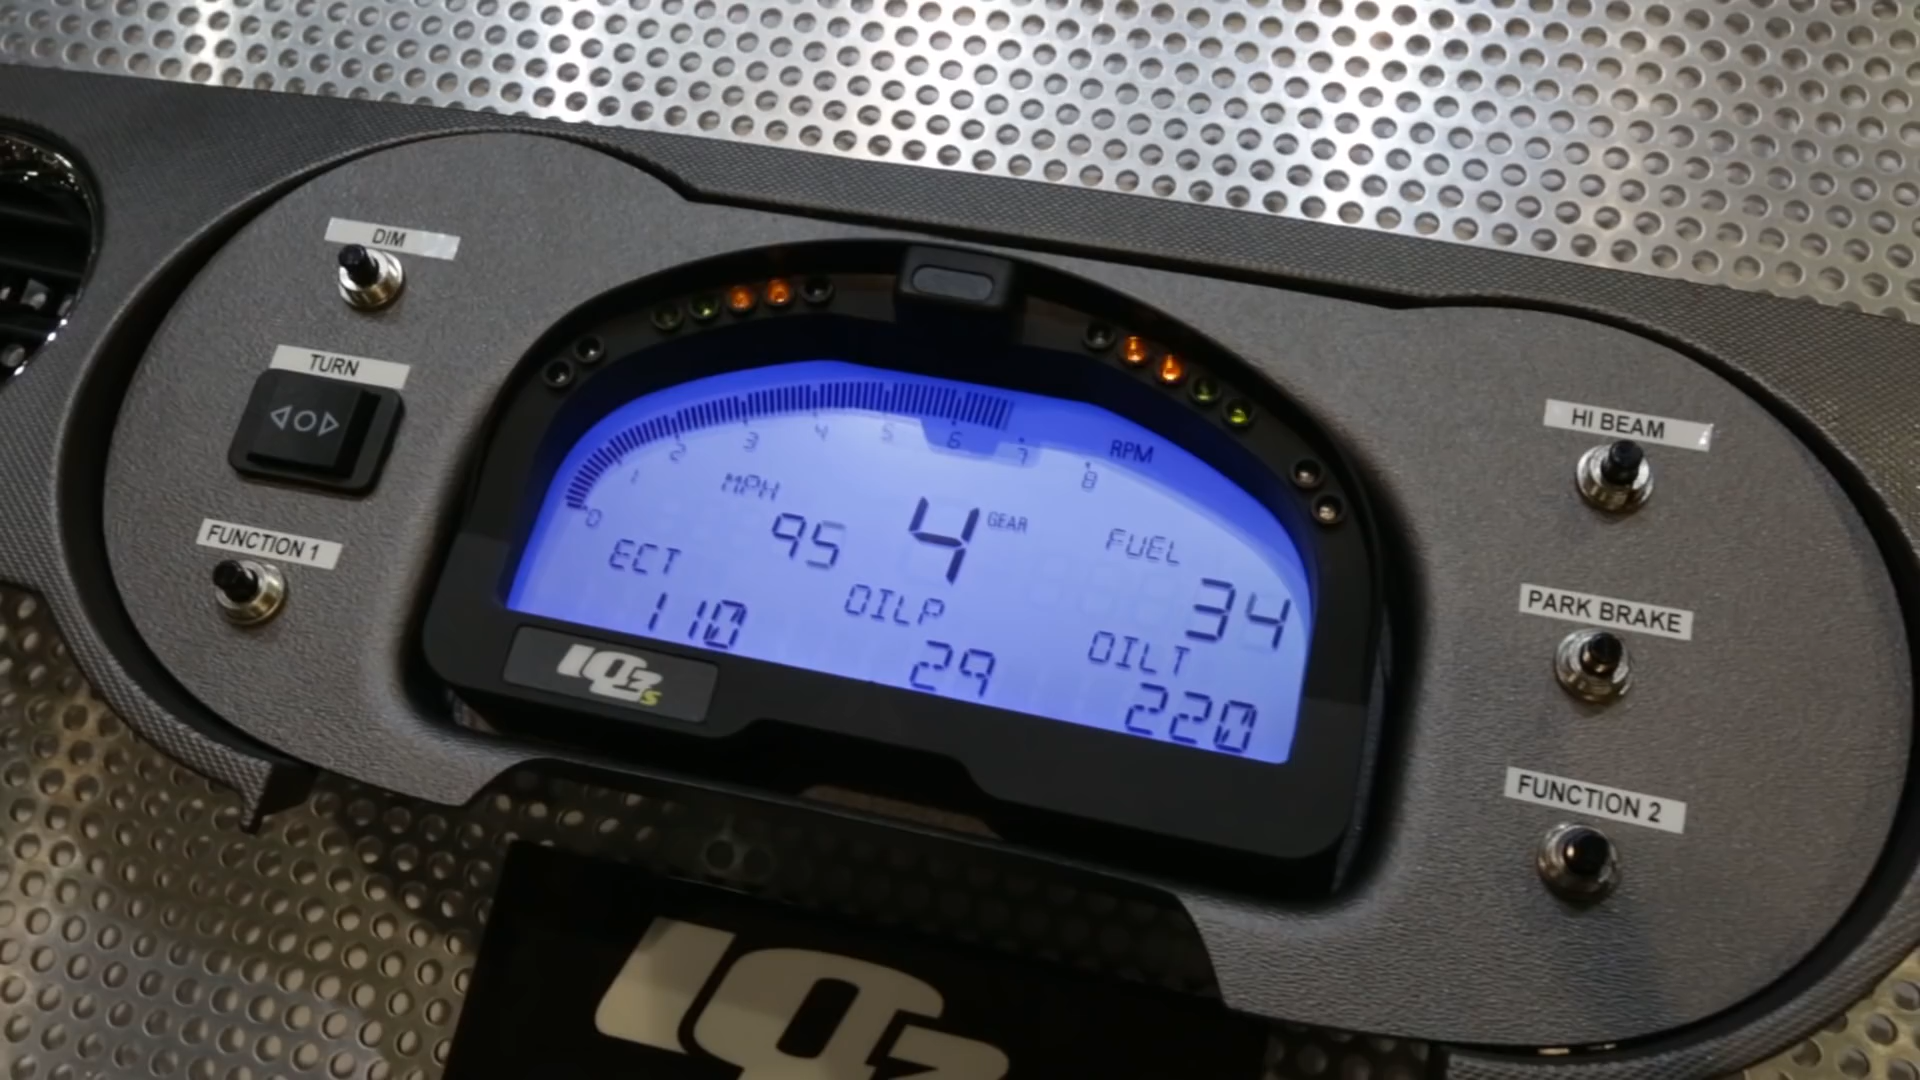 DIM
TURN
FUNCTION 1
0 1 2 3 4 5 6 7 8
RPM
MPH
95
4 GEAR
FUEL
34
ECT
110
OILP
29
OILT
220
IQ3s
HI BEAM
PARK BRAKE
FUNCTION 2
IQ3